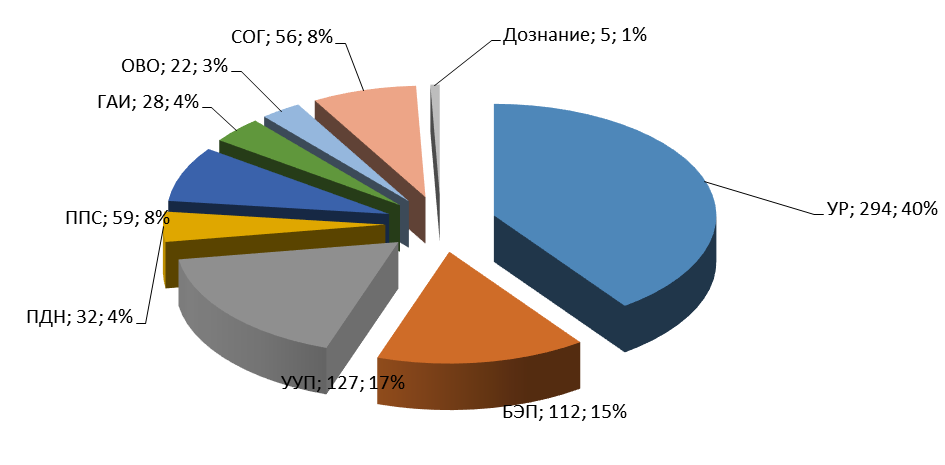 Дознание; 5; 1%
СОГ; 56; 8%
ОВО; 22; 3%
ГАИ; 28; 4%
УР; 294; 40%
ППС; 59; 8%
ПДН; 32; 4%
УУП; 127; 17%
БЭП; 112; 15%